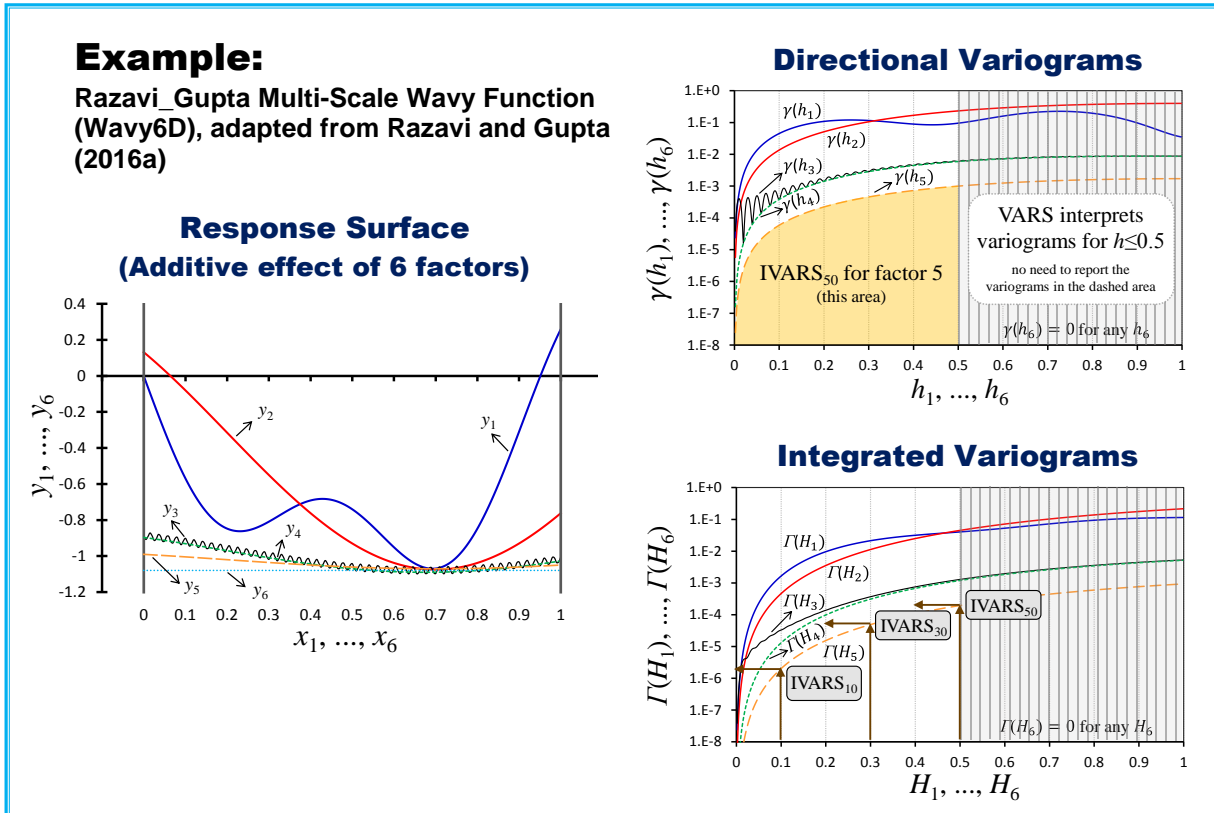 Example:
Razavi_Gupta Multi-Scale Wavy Function
(Wavy6D), adapted from Razavi and Gupta
(2016a)
Response Surface
(Additive effect of 6 factors)
y₁, ..., y₆
0.4
0.2
0
-0.2
-0.4
-0.6
-0.8
-1
-1.2
y₂
y₁
y₃
y₄
y₅
y₆
0 0.1 0.2 0.3 0.4 0.5 0.6 0.7 0.8 0.9 1
x₁, ..., x₆
Directional Variograms
γ(h₁), ..., γ(h₆)
1.E+0
1.E-1
1.E-2
1.E-3
1.E-4
1.E-5
1.E-6
1.E-7
1.E-8
γ(h₁)
γ(h₂)
γ(h₃)
γ(h₄)
γ(h₅)
IVARS₅₀ for factor 5
(this area)
VARS interprets
variograms for h≤0.5
no need to report the
variograms in the dashed area
γ(h₆) = 0 for any h₆
0 0.1 0.2 0.3 0.4 0.5 0.6 0.7 0.8 0.9 1
h₁, ..., h₆
Integrated Variograms
Γ(H₁), ..., Γ(H₆)
1.E+0
1.E-1
1.E-2
1.E-3
1.E-4
1.E-5
1.E-6
1.E-7
1.E-8
Γ(H₁)
Γ(H₂)
Γ(H₃)
Γ(H₄)
Γ(H₅)
IVARS₁₀
IVARS₃₀
IVARS₅₀
Γ(H₆) = 0 for any H₆
0 0.1 0.2 0.3 0.4 0.5 0.6 0.7 0.8 0.9 1
H₁, ..., H₆